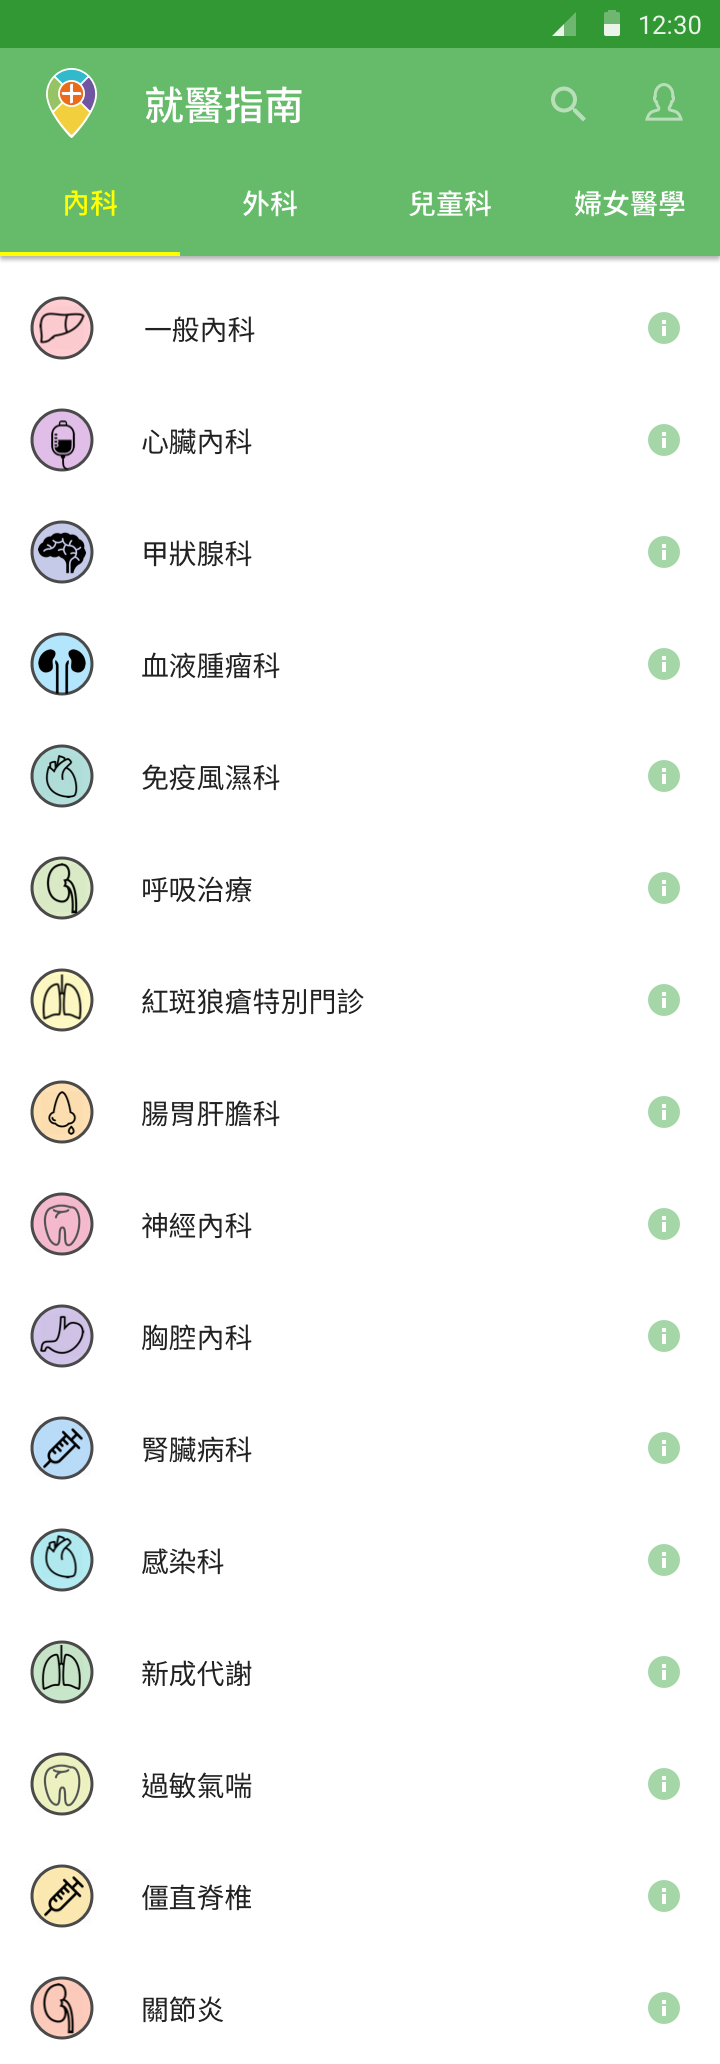 12:30
就醫指南
內科
外科
兒童科
婦女醫學
一般內科
心臟內科
甲狀腺科
血液腫瘤科
免疫風濕科
呼吸治療
紅斑狼瘡特別門診
腸胃肝膽科
神經內科
胸腔內科
腎臟病科
感染科
新成代謝
過敏氣喘
僵直脊椎
關節炎